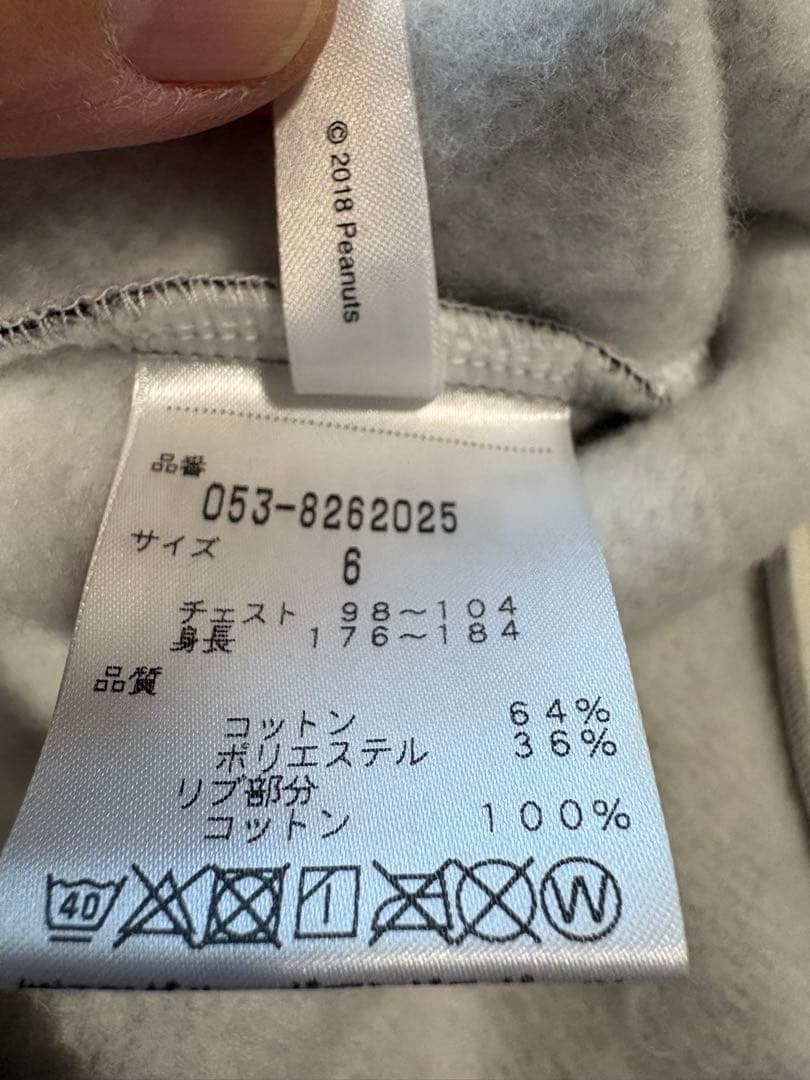 © 2018 Peanuts
品番
053-8262025
サイズ
6
チェスト 98～104
身長 176～184
品質
コットン 64%
ポリエステル 36%
リブ部分
コットン 100%
40
W